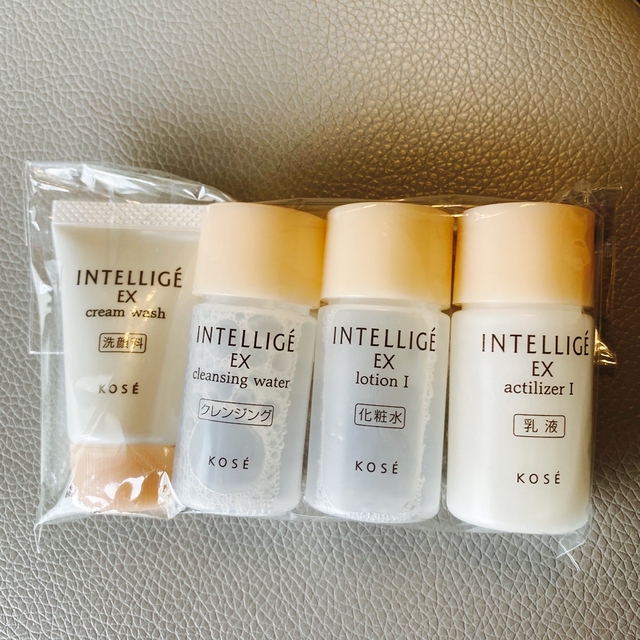 INTELLIGÉ
EX
cream wash
洗顔料
KOSÉ
INTELLIGÉ
EX
cleansing water
クレンジング
KOSÉ
INTELLIGÉ
EX
lotion I
化粧水
KOSÉ
INTELLIGÉ
EX
actilizer I
乳液
KOSÉ